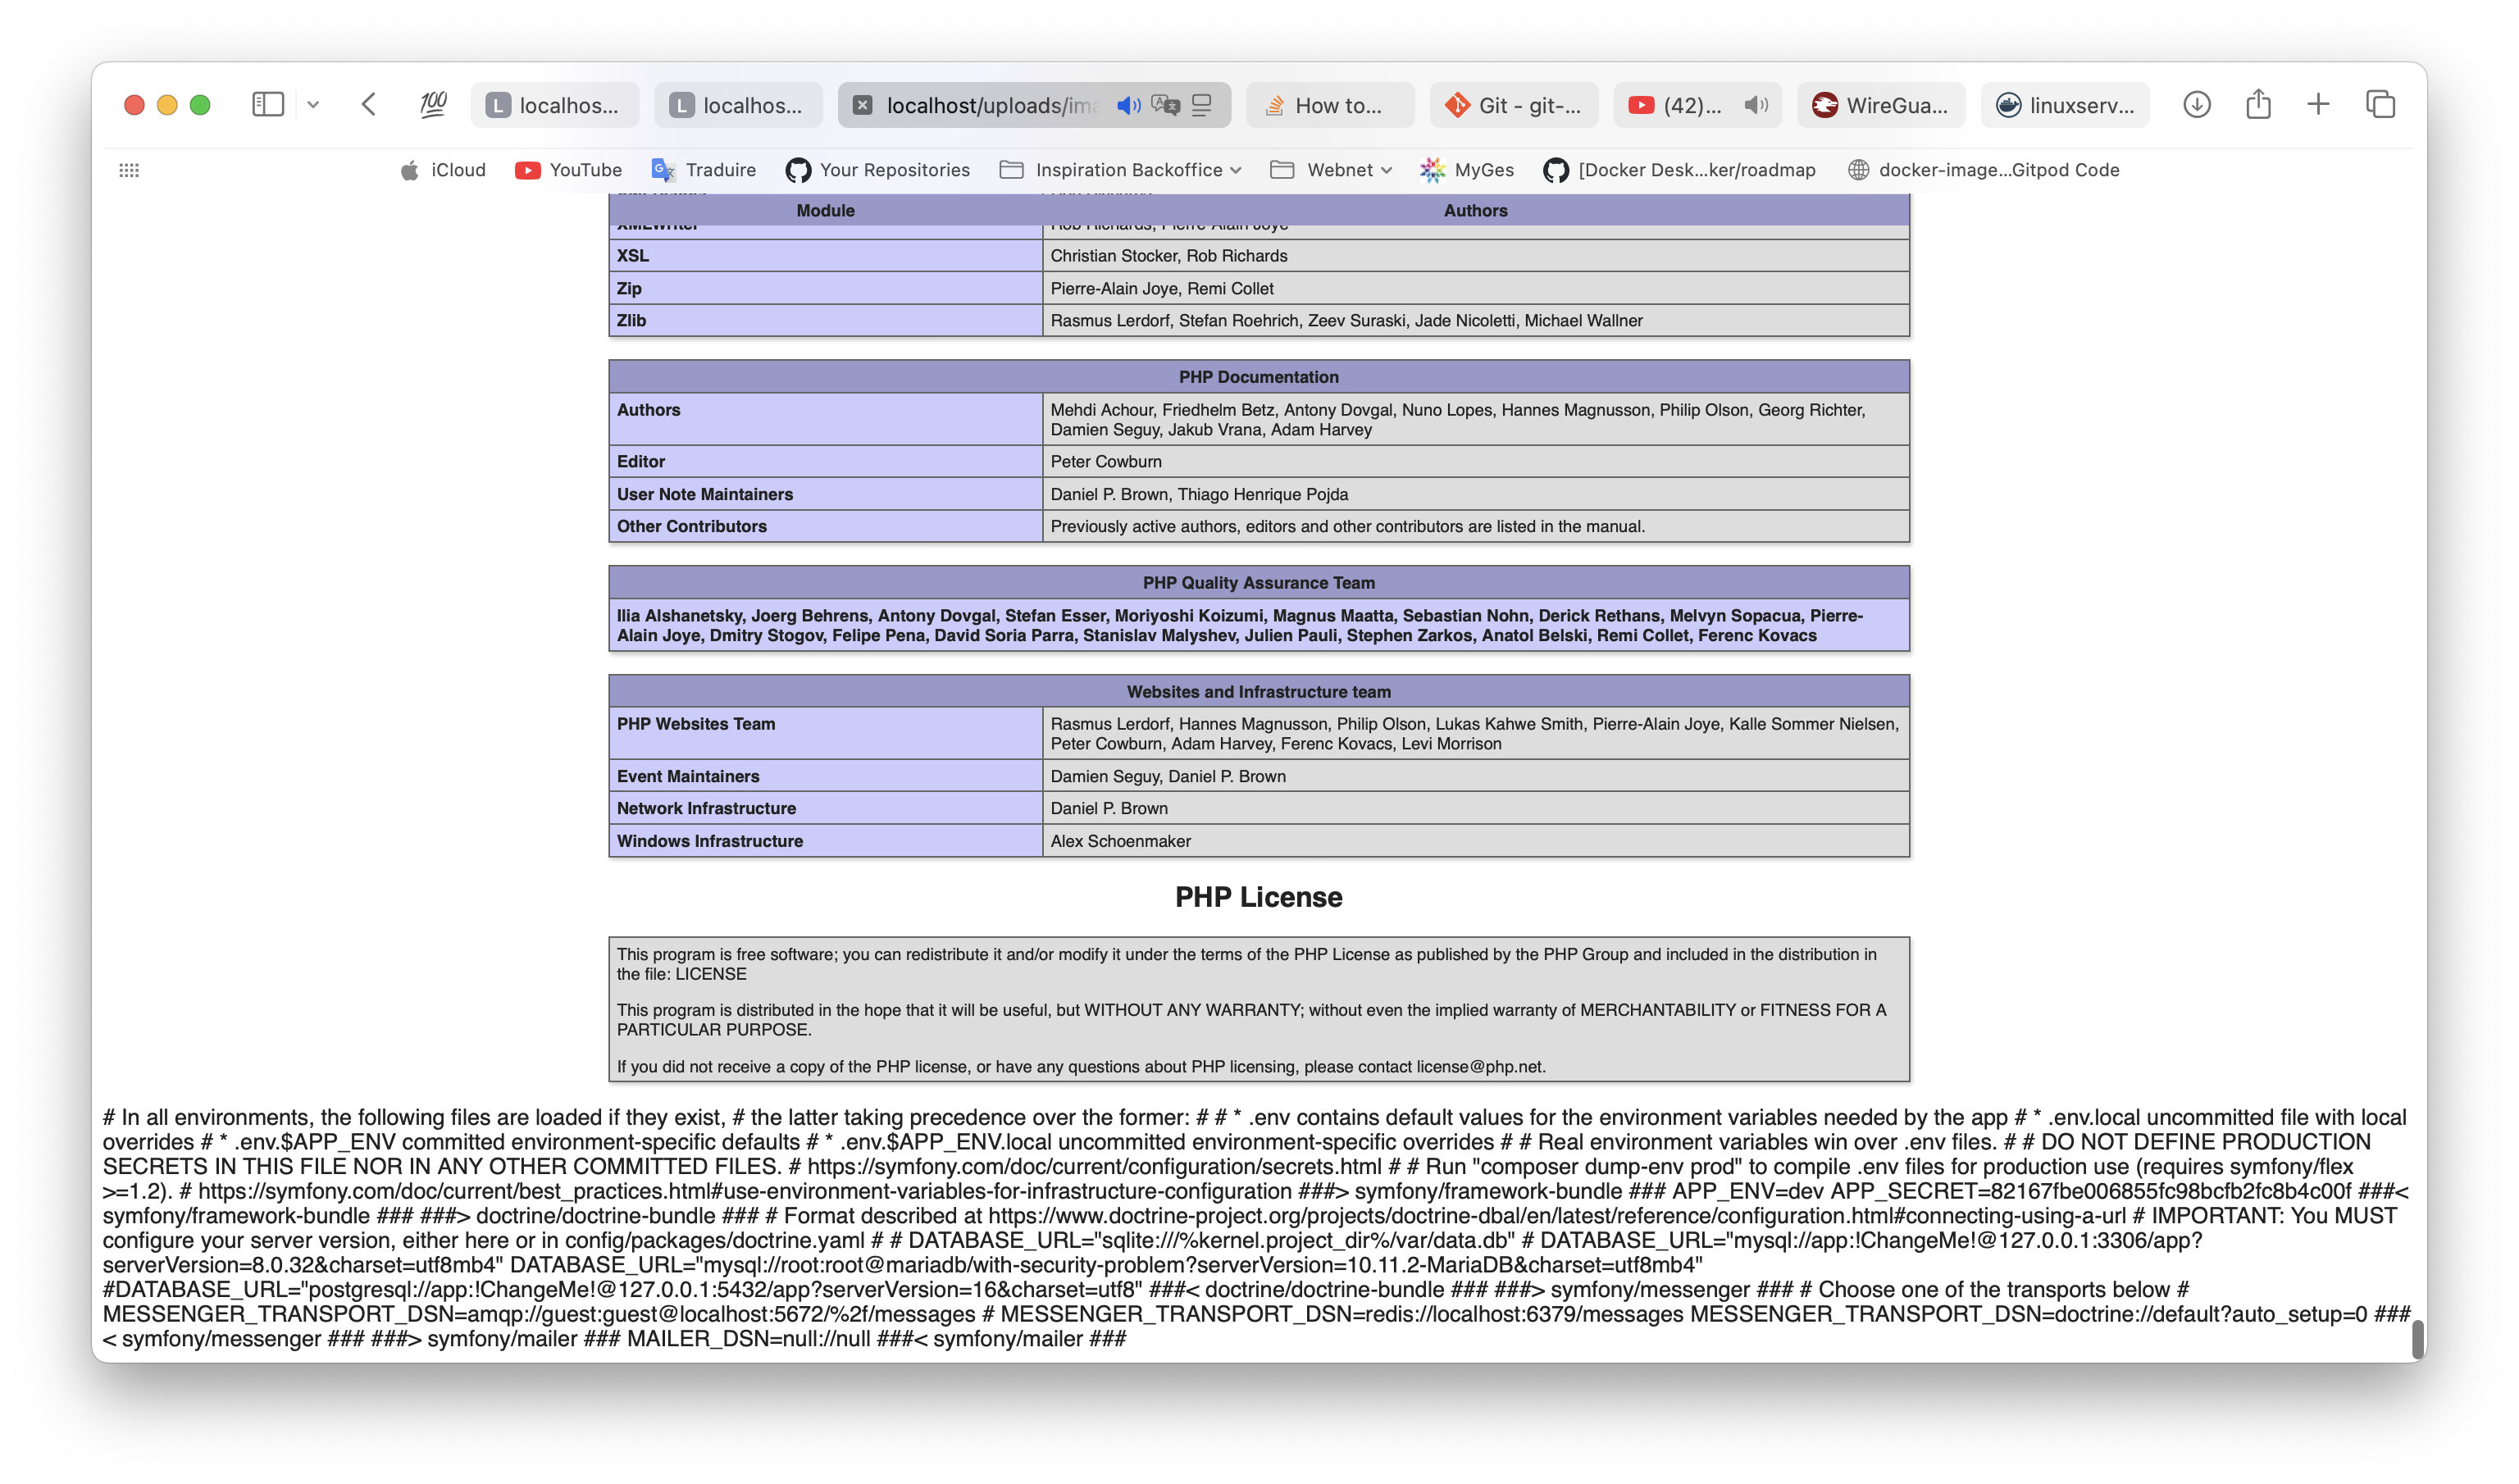 100 L localhos... L localhos... localhost/uploads/ima How to... Git - git-... (42)... WireGua... linuxserv...
iCloud YouTube Traduire Your Repositories Inspiration Backoffice Webnet MyGes [Docker Desk...ker/roadmap docker-image...Gitpod Code
Module Authors
XMLWriter Rob Richards, Pierre-Alain Joye
XSL Christian Stocker, Rob Richards
Zip Pierre-Alain Joye, Remi Collet
Zlib Rasmus Lerdorf, Stefan Roehrich, Zeev Suraski, Jade Nicoletti, Michael Wallner
PHP Documentation
Authors Mehdi Achour, Friedhelm Betz, Antony Dovgal, Nuno Lopes, Hannes Magnusson, Philip Olson, Georg Richter,
Damien Seguy, Jakub Vrana, Adam Harvey
Editor Peter Cowburn
User Note Maintainers Daniel P. Brown, Thiago Henrique Pojda
Other Contributors Previously active authors, editors and other contributors are listed in the manual.
PHP Quality Assurance Team
Ilia Alshanetsky, Joerg Behrens, Antony Dovgal, Stefan Esser, Moriyoshi Koizumi, Magnus Maatta, Sebastian Nohn, Derick Rethans, Melvyn Sopacua, Pierre-
Alain Joye, Dmitry Stogov, Felipe Pena, David Soria Parra, Stanislav Malyshev, Julien Pauli, Stephen Zarkos, Anatol Belski, Remi Collet, Ferenc Kovacs
Websites and Infrastructure team
PHP Websites Team Rasmus Lerdorf, Hannes Magnusson, Philip Olson, Lukas Kahwe Smith, Pierre-Alain Joye, Kalle Sommer Nielsen,
Peter Cowburn, Adam Harvey, Ferenc Kovacs, Levi Morrison
Event Maintainers Damien Seguy, Daniel P. Brown
Network Infrastructure Daniel P. Brown
Windows Infrastructure Alex Schoenmaker
PHP License
This program is free software; you can redistribute it and/or modify it under the terms of the PHP License as published by the PHP Group and included in the distribution in
the file: LICENSE
This program is distributed in the hope that it will be useful, but WITHOUT ANY WARRANTY; without even the implied warranty of MERCHANTABILITY or FITNESS FOR A
PARTICULAR PURPOSE.
If you did not receive a copy of the PHP license, or have any questions about PHP licensing, please contact license@php.net.
# In all environments, the following files are loaded if they exist, # the latter taking precedence over the former: # # * .env contains default values for the environment variables needed by the app # * .env.local uncommitted file with local
overrides # * .env.$APP_ENV committed environment-specific defaults # * .env.$APP_ENV.local uncommitted environment-specific overrides # # Real environment variables win over .env files. # # DO NOT DEFINE PRODUCTION
SECRETS IN THIS FILE NOR IN ANY OTHER COMMITTED FILES. # https://symfony.com/doc/current/configuration/secrets.html # # Run "composer dump-env prod" to compile .env files for production use (requires symfony/flex
>=1.2). # https://symfony.com/doc/current/best_practices.html#use-environment-variables-for-infrastructure-configuration ###> symfony/framework-bundle ### APP_ENV=dev APP_SECRET=82167fbe006855fc98bcfb2fc8b4c00f ###<
symfony/framework-bundle ### ###> doctrine/doctrine-bundle ### # Format described at https://www.doctrine-project.org/projects/doctrine-dbal/en/latest/reference/configuration.html#connecting-using-a-url # IMPORTANT: You MUST
configure your server version, either here or in config/packages/doctrine.yaml # # DATABASE_URL="sqlite:///%kernel.project_dir%/var/data.db" # DATABASE_URL="mysql://app:!ChangeMe!@127.0.0.1:3306/app?
serverVersion=8.0.32&charset=utf8mb4" DATABASE_URL="mysql://root:root@mariadb/with-security-problem?serverVersion=10.11.2-MariaDB&charset=utf8mb4"
#DATABASE_URL="postgresql://app:!ChangeMe!@127.0.0.1:5432/app?serverVersion=16&charset=utf8" ###< doctrine/doctrine-bundle ### ###> symfony/messenger ### # Choose one of the transports below #
MESSENGER_TRANSPORT_DSN=amqp://guest:guest@localhost:5672/%2f/messages # MESSENGER_TRANSPORT_DSN=redis://localhost:6379/messages MESSENGER_TRANSPORT_DSN=doctrine://default?auto_setup=0 ###
< symfony/messenger ### ###> symfony/mailer ### MAILER_DSN=null://null ###< symfony/mailer ###